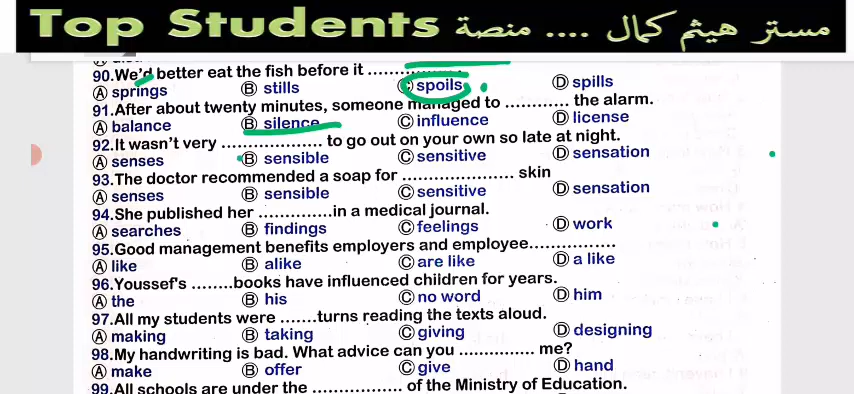 Top Students مستر هيثم كمال .... منصة
90.We'd better eat the fish before it ................
Ⓐ springs Ⓑ stills Ⓒ spoils Ⓓ spills
91.After about twenty minutes, someone managed to ............ the alarm.
Ⓐ balance Ⓑ silence Ⓒ influence Ⓓ license
92.It wasn't very ................... to go out on your own so late at night.
Ⓐ senses Ⓑ sensible Ⓒ sensitive Ⓓ sensation
93.The doctor recommended a soap for ..................... skin
Ⓐ senses Ⓑ sensible Ⓒ sensitive Ⓓ sensation
94.She published her ..............in a medical journal.
Ⓐ searches Ⓑ findings Ⓒ feelings Ⓓ work
95.Good management benefits employers and employee................
Ⓐ like Ⓑ alike Ⓒ are like Ⓓ a like
96.Youssef's ........books have influenced children for years.
Ⓐ the Ⓑ his Ⓒ no word Ⓓ him
97.All my students were .......turns reading the texts aloud.
Ⓐ making Ⓑ taking Ⓒ giving Ⓓ designing
98.My handwriting is bad. What advice can you .............. me?
Ⓐ make Ⓑ offer Ⓒ give Ⓓ hand
99.All schools are under the ................. of the Ministry of Education.